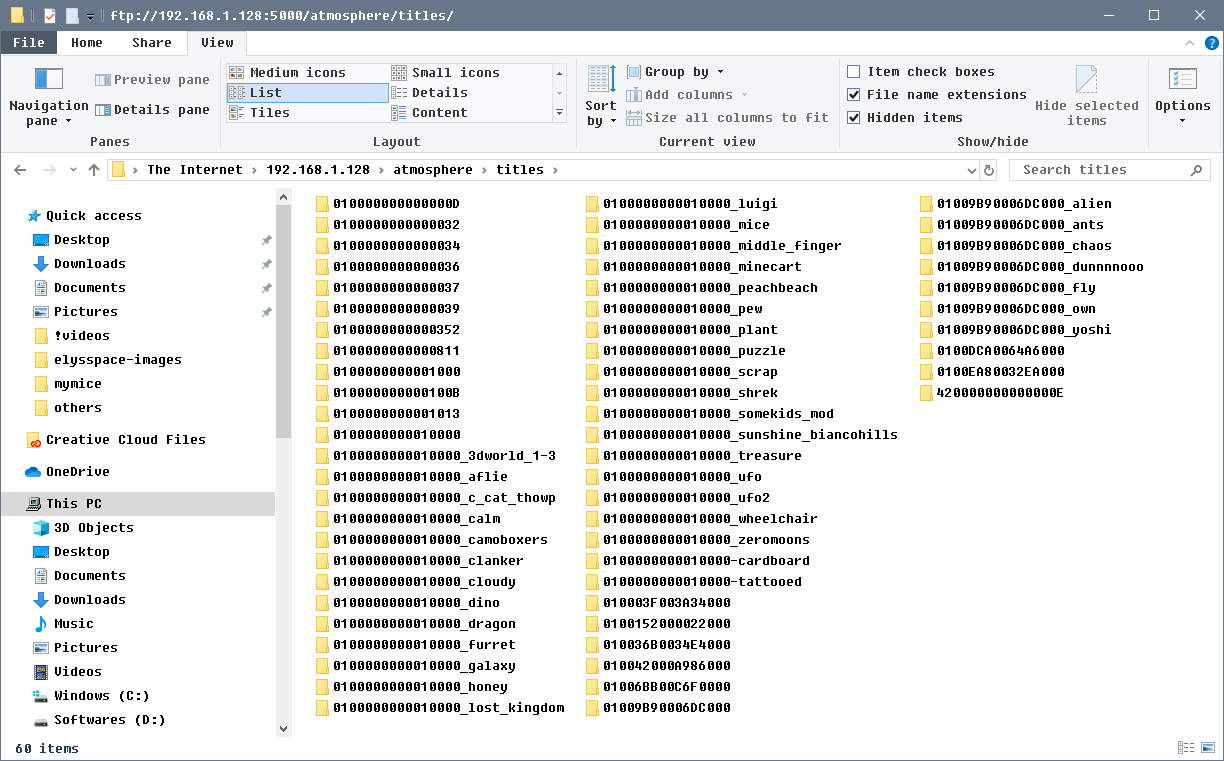 ftp://192.168.1.128:5000/atmosphere/titles/
File Home Share View
Navigation pane
Preview pane
Details pane
Panes
Medium icons
Small icons
List
Details
Tiles
Content
Layout
Sort by
Group by
Add columns
Size all columns to fit
Current view
Item check boxes
File name extensions
Hidden items
Hide selected items
Show/hide
Options
The Internet > 192.168.1.128 > atmosphere > titles >
Search titles
Quick access
Desktop
Downloads
Documents
Pictures
!videos
elysspace-images
mymice
others
Creative Cloud Files
OneDrive
This PC
3D Objects
Desktop
Documents
Downloads
Music
Pictures
Videos
Windows (C:)
Softwares (D:)
010000000000000D
0100000000000032
0100000000000034
0100000000000036
0100000000000037
0100000000000039
0100000000000352
0100000000000811
0100000000001000
010000000000100B
0100000000001013
0100000000010000
0100000000010000_3dworld_1-3
0100000000010000_aflie
0100000000010000_c_cat_thowp
0100000000010000_calm
0100000000010000_camoboxers
0100000000010000_clanker
0100000000010000_cloudy
0100000000010000_dino
0100000000010000_dragon
0100000000010000_furret
0100000000010000_galaxy
0100000000010000_honey
0100000000010000_lost_kingdom
0100000000010000_luigi
0100000000010000_mice
0100000000010000_middle_finger
0100000000010000_minecart
0100000000010000_peachbeach
0100000000010000_pew
0100000000010000_plant
0100000000010000_puzzle
0100000000010000_scrap
0100000000010000_shrek
0100000000010000_somekids_mod
0100000000010000_sunshine_biancohills
0100000000010000_treasure
0100000000010000_ufo
0100000000010000_ufo2
0100000000010000_wheelchair
0100000000010000_zeromoons
0100000000010000-cardboard
0100000000010000-tattooed
010003F003A34000
0100152000022000
010036B0034E4000
010042000A986000
01006BB00C6F0000
01009B90006DC000
01009B90006DC000_alien
01009B90006DC000_ants
01009B90006DC000_chaos
01009B90006DC000_dunnnnooo
01009B90006DC000_fly
01009B90006DC000_own
01009B90006DC000_yoshi
0100DCA0064A6000
0100EA80032EA000
420000000000000E
60 items